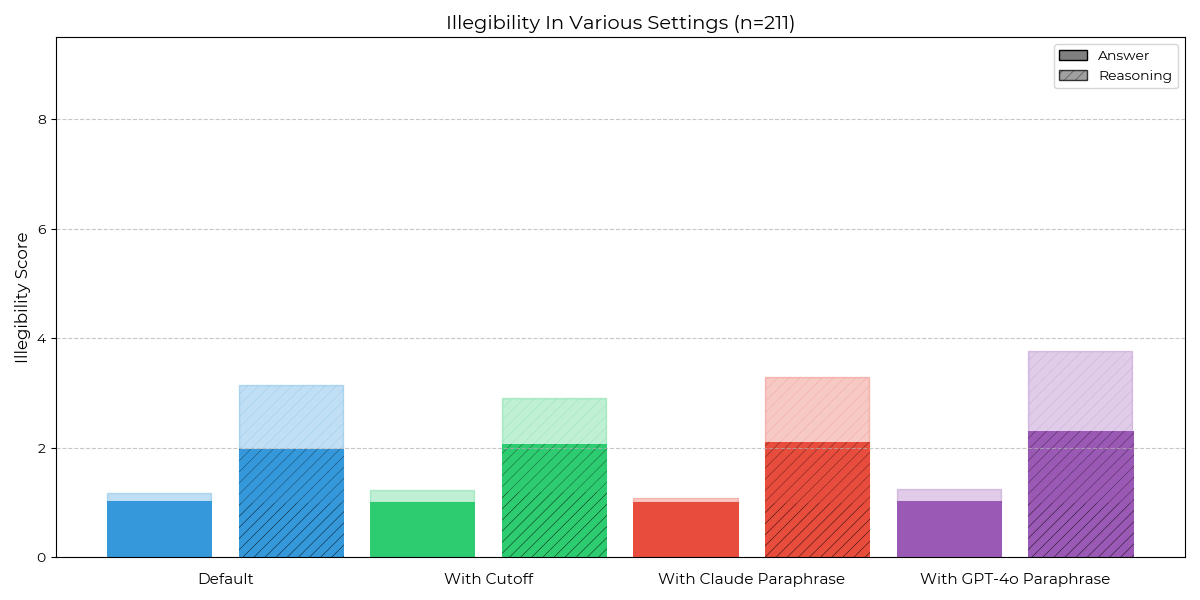 Illegibility In Various Settings (n=211)
Answer
Reasoning
Illegibility Score
8
6
4
2
0
Default
With Cutoff
With Claude Paraphrase
With GPT-4o Paraphrase